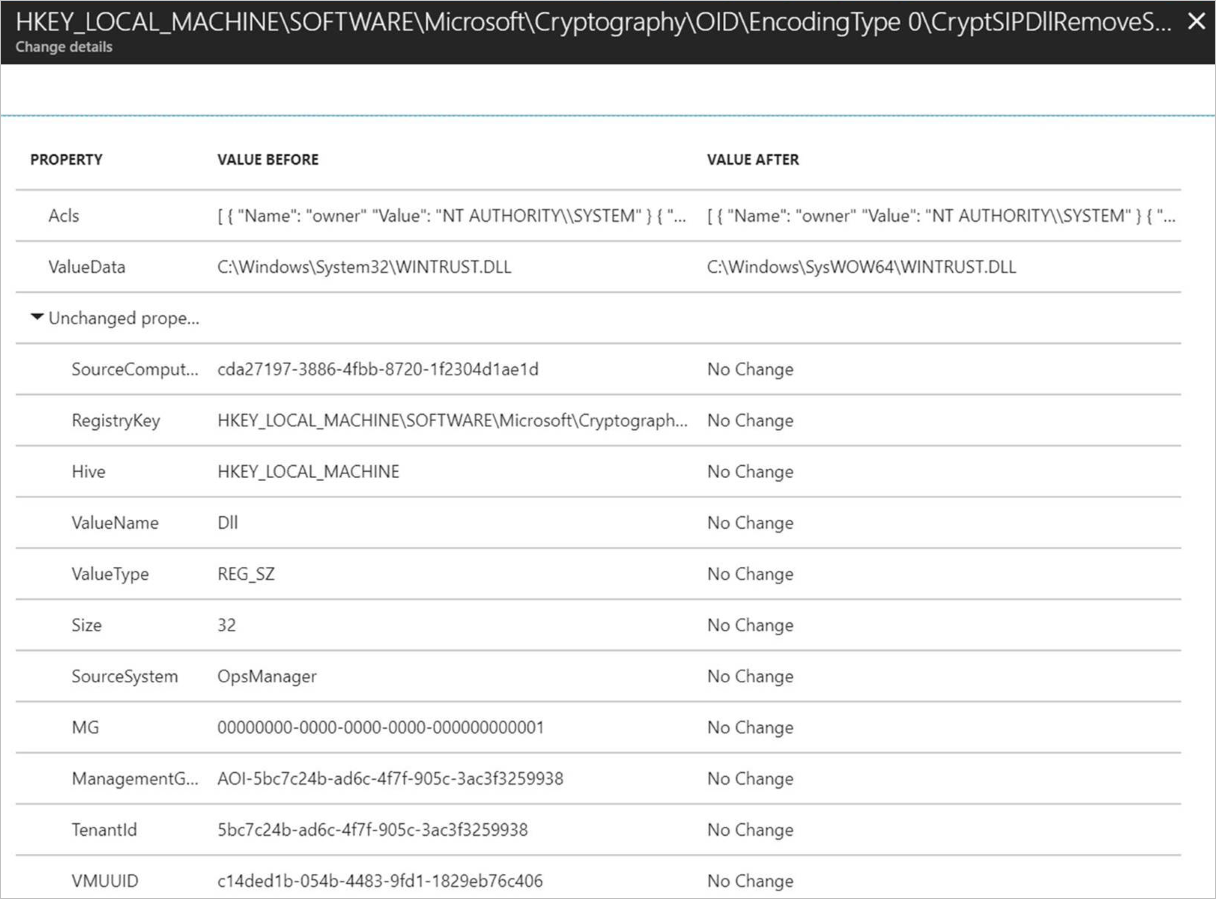 HKEY_LOCAL_MACHINE\SOFTWARE\Microsoft\Cryptography\OID\EncodingType 0\CryptSIPDllRemoveS...
Change details
PROPERTY VALUE BEFORE VALUE AFTER
Acls [ { "Name": "owner" "Value": "NT AUTHORITY\\SYSTEM" } { "... [ { "Name": "owner" "Value": "NT AUTHORITY\\SYSTEM" } { "...
ValueData C:\Windows\System32\WINTRUST.DLL C:\Windows\SysWOW64\WINTRUST.DLL
Unchanged prope...
SourceComput... cda27197-3886-4fbb-8720-1f2304d1ae1d No Change
RegistryKey HKEY_LOCAL_MACHINE\SOFTWARE\Microsoft\Cryptograph... No Change
Hive HKEY_LOCAL_MACHINE No Change
ValueName Dll No Change
ValueType REG_SZ No Change
Size 32 No Change
SourceSystem OpsManager No Change
MG 00000000-0000-0000-0000-000000000001 No Change
ManagementG... AOI-5bc7c24b-ad6c-4f7f-905c-3ac3f3259938 No Change
TenantId 5bc7c24b-ad6c-4f7f-905c-3ac3f3259938 No Change
VMUUID c14ded1b-054b-4483-9fd1-1829eb76c406 No Change